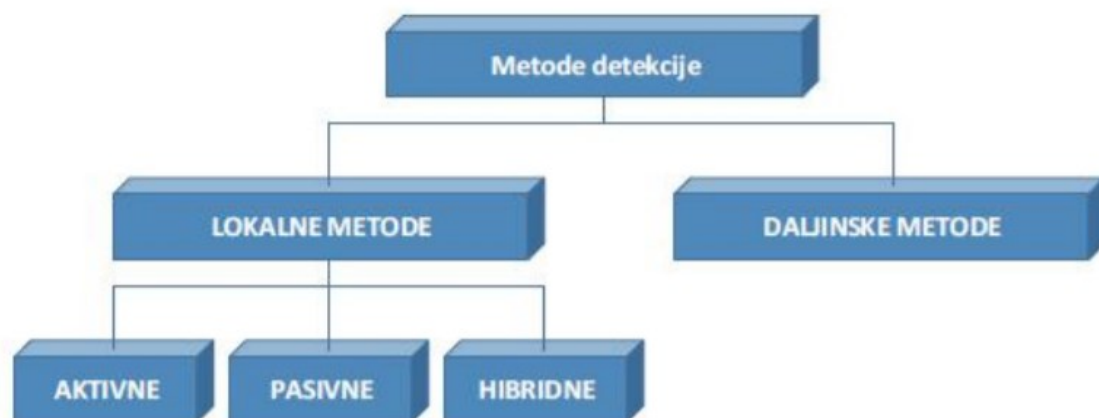 Metode detekcije
LOKALNE METODE
DALJINSKE METODE
AKTIVNE
PASIVNE
HIBRIDNE